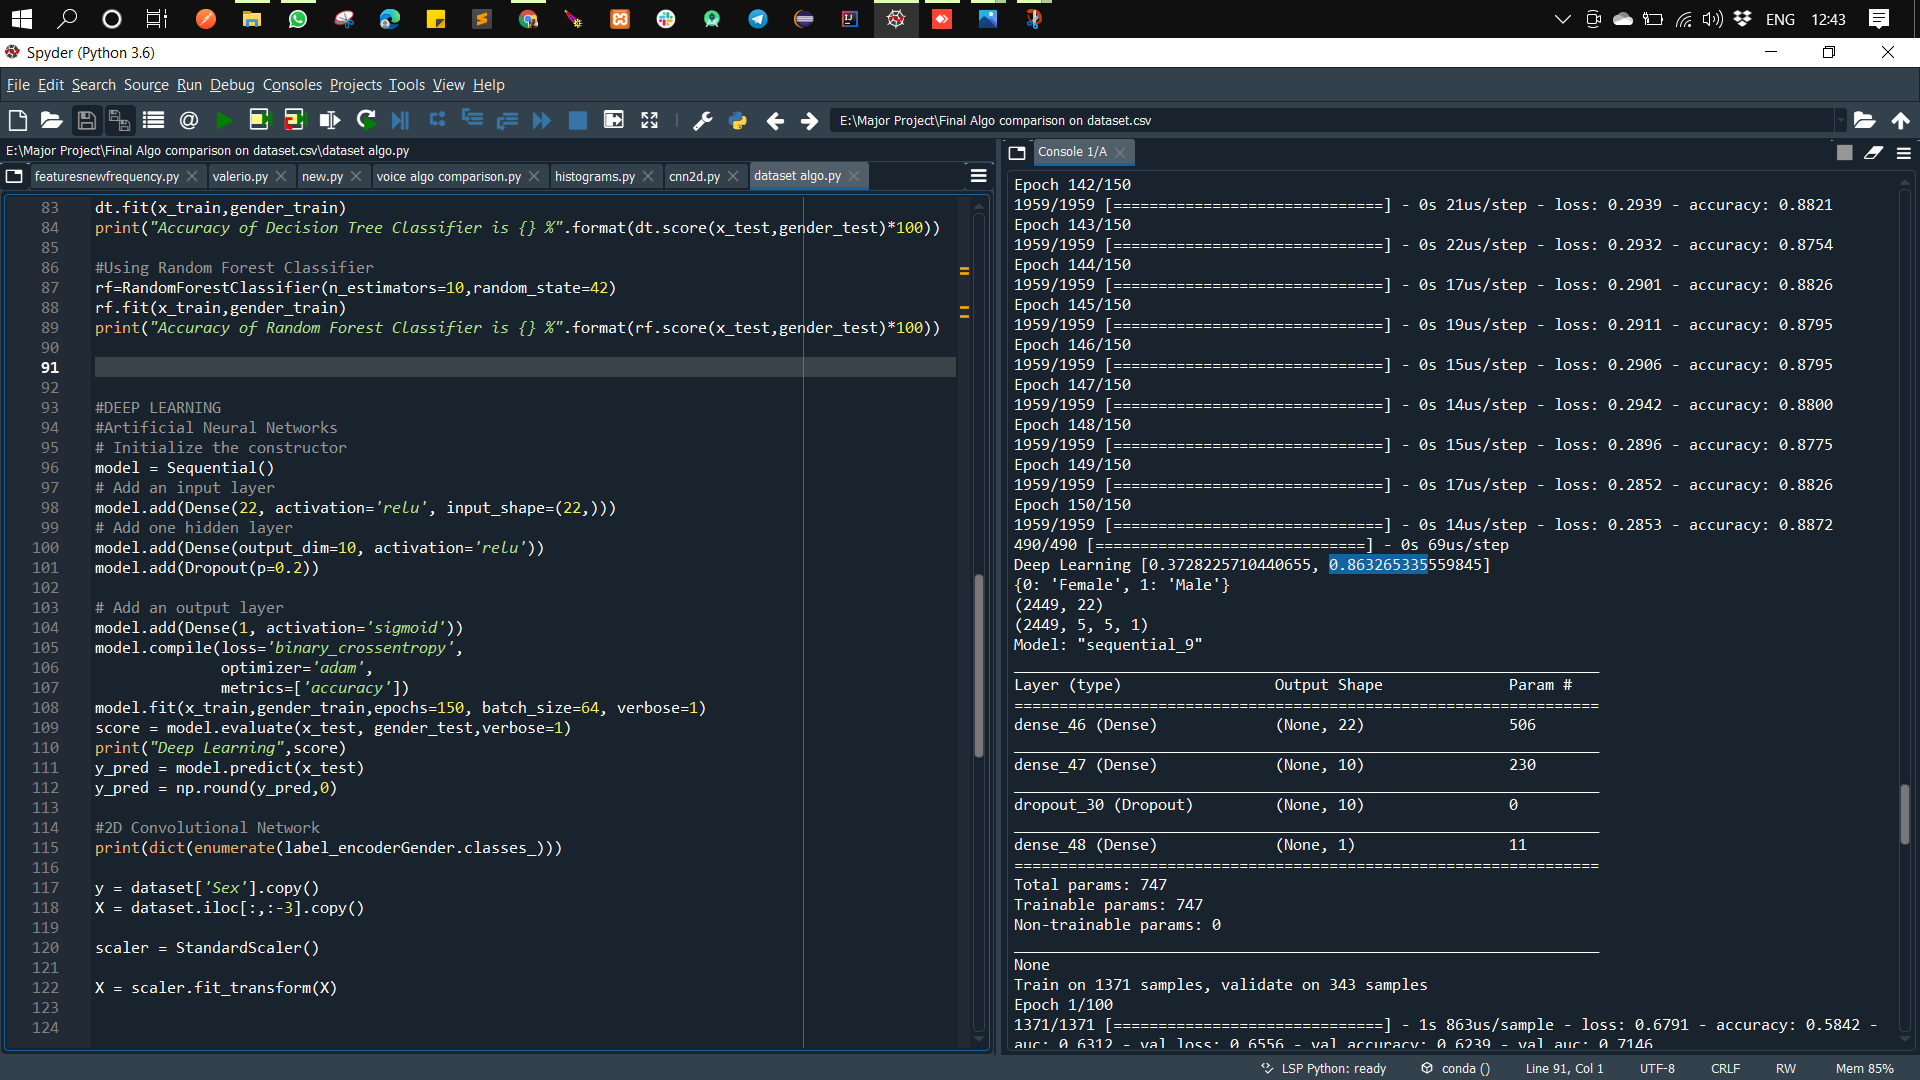 ENG 12:43
Spyder (Python 3.6)
File Edit Search Source Run Debug Consoles Projects Tools View Help
E:\Major Project\Final Algo comparison on dataset.csv
E:\Major Project\Final Algo comparison on dataset.csv\dataset algo.py
featuresnewfrequency.py valerio.py new.py voice algo comparison.py histograms.py cnn2d.py dataset algo.py
83 dt.fit(x_train,gender_train)
84 print("Accuracy of Decision Tree Classifier is {} %".format(dt.score(x_test,gender_test)*100))
85
86 #Using Random Forest Classifier
87 rf=RandomForestClassifier(n_estimators=10,random_state=42)
88 rf.fit(x_train,gender_train)
89 print("Accuracy of Random Forest Classifier is {} %".format(rf.score(x_test,gender_test)*100))
90
91
92
93 #DEEP LEARNING
94 #Artificial Neural Networks
95 # Initialize the constructor
96 model = Sequential()
97 # Add an input layer
98 model.add(Dense(22, activation='relu', input_shape=(22,)))
99 # Add one hidden layer
100 model.add(Dense(output_dim=10, activation='relu'))
101 model.add(Dropout(p=0.2))
102
103 # Add an output layer
104 model.add(Dense(1, activation='sigmoid'))
105 model.compile(loss='binary_crossentropy',
106 optimizer='adam',
107 metrics=['accuracy'])
108 model.fit(x_train,gender_train,epochs=150, batch_size=64, verbose=1)
109 score = model.evaluate(x_test, gender_test,verbose=1)
110 print("Deep Learning",score)
111 y_pred = model.predict(x_test)
112 y_pred = np.round(y_pred,0)
113
114 #2D Convolutional Network
115 print(dict(enumerate(label_encoderGender.classes_)))
116
117 y = dataset['Sex'].copy()
118 X = dataset.iloc[:,:-3].copy()
119
120 scaler = StandardScaler()
121
122 X = scaler.fit_transform(X)
123
124
Console 1/A
Epoch 142/150
1959/1959 [==============================] - 0s 21us/step - loss: 0.2939 - accuracy: 0.8821
Epoch 143/150
1959/1959 [==============================] - 0s 22us/step - loss: 0.2932 - accuracy: 0.8754
Epoch 144/150
1959/1959 [==============================] - 0s 17us/step - loss: 0.2901 - accuracy: 0.8826
Epoch 145/150
1959/1959 [==============================] - 0s 19us/step - loss: 0.2911 - accuracy: 0.8795
Epoch 146/150
1959/1959 [==============================] - 0s 15us/step - loss: 0.2906 - accuracy: 0.8795
Epoch 147/150
1959/1959 [==============================] - 0s 14us/step - loss: 0.2942 - accuracy: 0.8800
Epoch 148/150
1959/1959 [==============================] - 0s 15us/step - loss: 0.2896 - accuracy: 0.8775
Epoch 149/150
1959/1959 [==============================] - 0s 17us/step - loss: 0.2852 - accuracy: 0.8826
Epoch 150/150
1959/1959 [==============================] - 0s 14us/step - loss: 0.2853 - accuracy: 0.8872
490/490 [==============================] - 0s 69us/step
Deep Learning [0.3728225710440655, 0.863265335559845]
{0: 'Female', 1: 'Male'}
(2449, 22)
(2449, 5, 5, 1)
Model: "sequential_9"
_________________________________________________________________
Layer (type) Output Shape Param #
=================================================================
dense_46 (Dense) (None, 22) 506
_________________________________________________________________
dense_47 (Dense) (None, 10) 230
_________________________________________________________________
dropout_30 (Dropout) (None, 10) 0
_________________________________________________________________
dense_48 (Dense) (None, 1) 11
=================================================================
Total params: 747
Trainable params: 747
Non-trainable params: 0
_________________________________________________________________
None
Train on 1371 samples, validate on 343 samples
Epoch 1/100
1371/1371 [==============================] - 1s 863us/sample - loss: 0.6791 - accuracy: 0.5842 -
auc: 0.6312 - val_loss: 0.6556 - val_accuracy: 0.6239 - val_auc: 0.7146
LSP Python: ready conda () Line 91, Col 1 UTF-8 CRLF RW Mem 85%